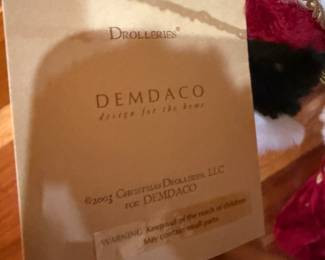 DROLLERIES®
DEMDACO
design for the home
©2003 CHRISTMAS DROLLERIES, LLC
FOR DEMDACO
WARNING: Keep out of the reach of children
May contain small parts.